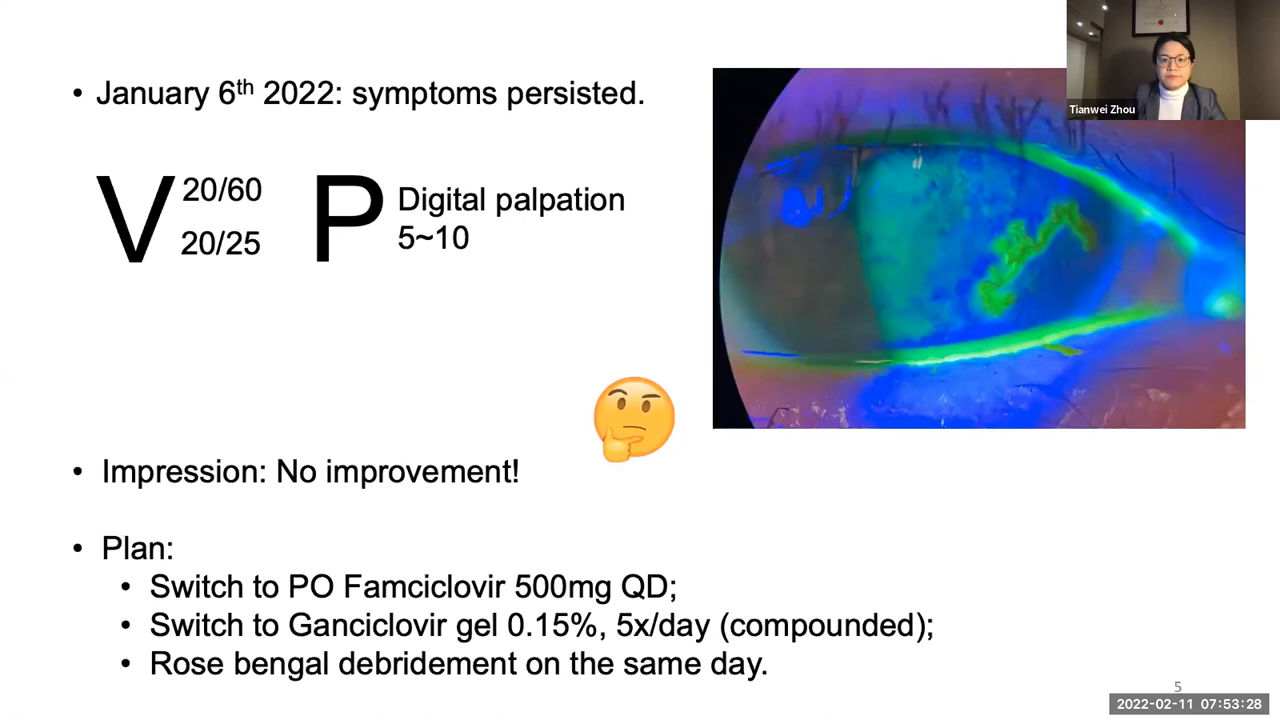 • January 6th 2022: symptoms persisted.
V 20/60
20/25
P Digital palpation
5~10
Tianwei Zhou
• Impression: No improvement!
• Plan:
• Switch to PO Famciclovir 500mg QD;
• Switch to Ganciclovir gel 0.15%, 5x/day (compounded);
• Rose bengal debridement on the same day.
5
2022-02-11 07:53:28